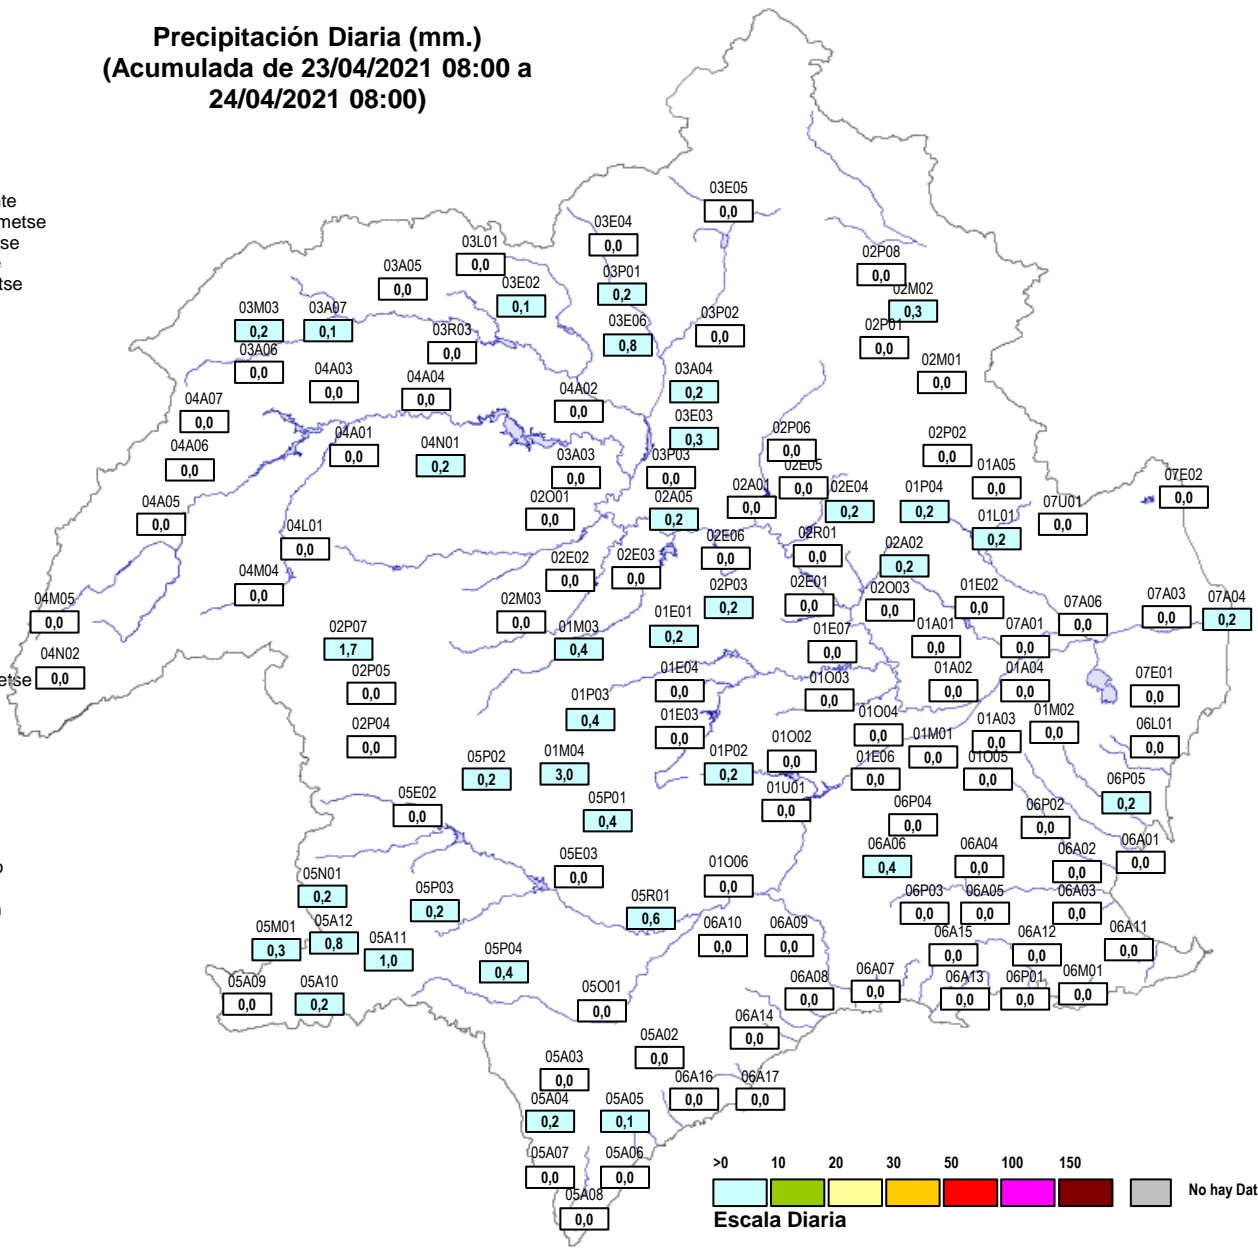 Precipitación Diaria (mm.)
(Acumulada de 23/04/2021 08:00 a
24/04/2021 08:00)
te
metse
se
tse
etse
03E05
0,0
03E04
0,0
03L01
0,0
02P08
0,0
03A05
0,0
03P01
0,2
03E02
0,1
02M02
0,3
03M03
0,2
03A07
0,1
03P02
0,0
03E06
0,8
03R03
0,0
02P01
0,0
03A06
0,0
02M01
0,0
04A03
0,0
04A04
0,0
03A04
0,2
04A02
0,0
04A07
0,0
03E03
0,3
02P06
0,0
04A01
0,0
04N01
0,2
02P02
0,0
04A06
0,0
03A03
0,0
03P03
0,0
02E05
0,0
01A05
0,0
07E02
0,0
02A01
0,0
02E04
0,2
01P04
0,2
04A05
0,0
02O01
0,0
02A05
0,2
07U01
0,0
01L01
0,2
04L01
0,0
02E06
0,0
02R01
0,0
02A02
0,2
02E02
0,0
02E03
0,0
04M04
0,0
02P03
0,2
02E01
0,0
02O03
0,0
01E02
0,0
07A03
0,0
07A04
0,2
04M05
0,0
02M03
0,0
07A06
0,0
01E01
0,2
02P07
1,7
01M03
0,4
01E07
0,0
01A01
0,0
07A01
0,0
04N02
0,0
02P05
0,0
01E04
0,0
01O03
0,0
01A02
0,0
01A04
0,0
07E01
0,0
01P03
0,4
01E03
0,0
01O04
0,0
01A03
0,0
01M02
0,0
06L01
0,0
02P04
0,0
01M01
0,0
05P02
0,2
01M04
3,0
01P02
0,2
01O02
0,0
01E06
0,0
01O05
0,0
06P05
0,2
05E02
0,0
05P01
0,4
01U01
0,0
06P04
0,0
06P02
0,0
06A01
0,0
06A06
0,4
06A04
0,0
06A02
0,0
05E03
0,0
01O06
0,0
05N01
0,2
05P03
0,2
05R01
0,6
06P03
0,0
06A05
0,0
06A03
0,0
05M01
0,3
05A12
0,8
05A11
1,0
06A10
0,0
06A09
0,0
06A15
0,0
06A12
0,0
06A11
0,0
05P04
0,4
05A09
0,0
05A10
0,2
05O01
0,0
06A08
0,0
06A07
0,0
06A13
0,0
06P01
0,0
06M01
0,0
06A14
0,0
05A02
0,0
05A03
0,0
06A16
0,0
06A17
0,0
05A04
0,2
05A05
0,1
05A07
0,0
05A06
0,0
05A08
0,0
>0 10 20 30 50 100 150
No hay Dat
Escala Diaria